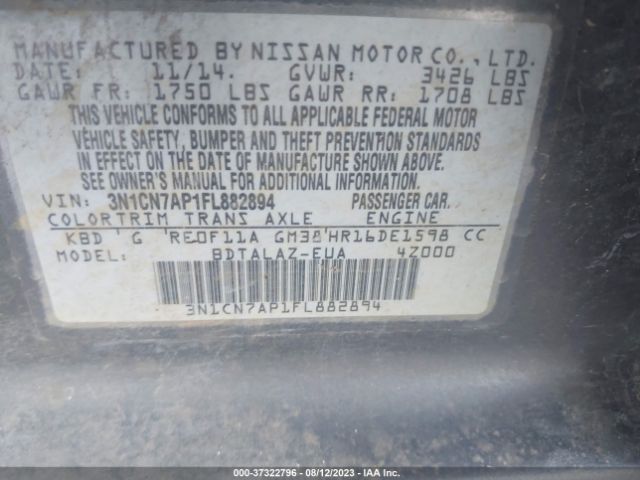 MANUFACTURED BY NISSAN MOTOR CO., LTD.
DATE: 11/14. GVWR: 3426 LBS
GAWR FR: 1750 LBS GAWR RR: 1708 LBS
THIS VEHICLE CONFORMS TO ALL APPLICABLE FEDERAL MOTOR
VEHICLE SAFETY, BUMPER AND THEFT PREVENTION STANDARDS
IN EFFECT ON THE DATE OF MANUFACTURE SHOWN ABOVE.
SEE OWNER'S MANUAL FOR ADDITIONAL INFORMATION.
VIN: 3N1CN7AP1FL882894 PASSENGER CAR.
COLOR TRIM TRANS AXLE ENGINE
KBD ' G 'RE0F11A GM38'HR16DE1598 CC
MODEL: BDTALAZ-EUA 4Z000
3N1CN7AP1FL882894
000-37322796 - 08/12/2023 - ©IAA Inc.